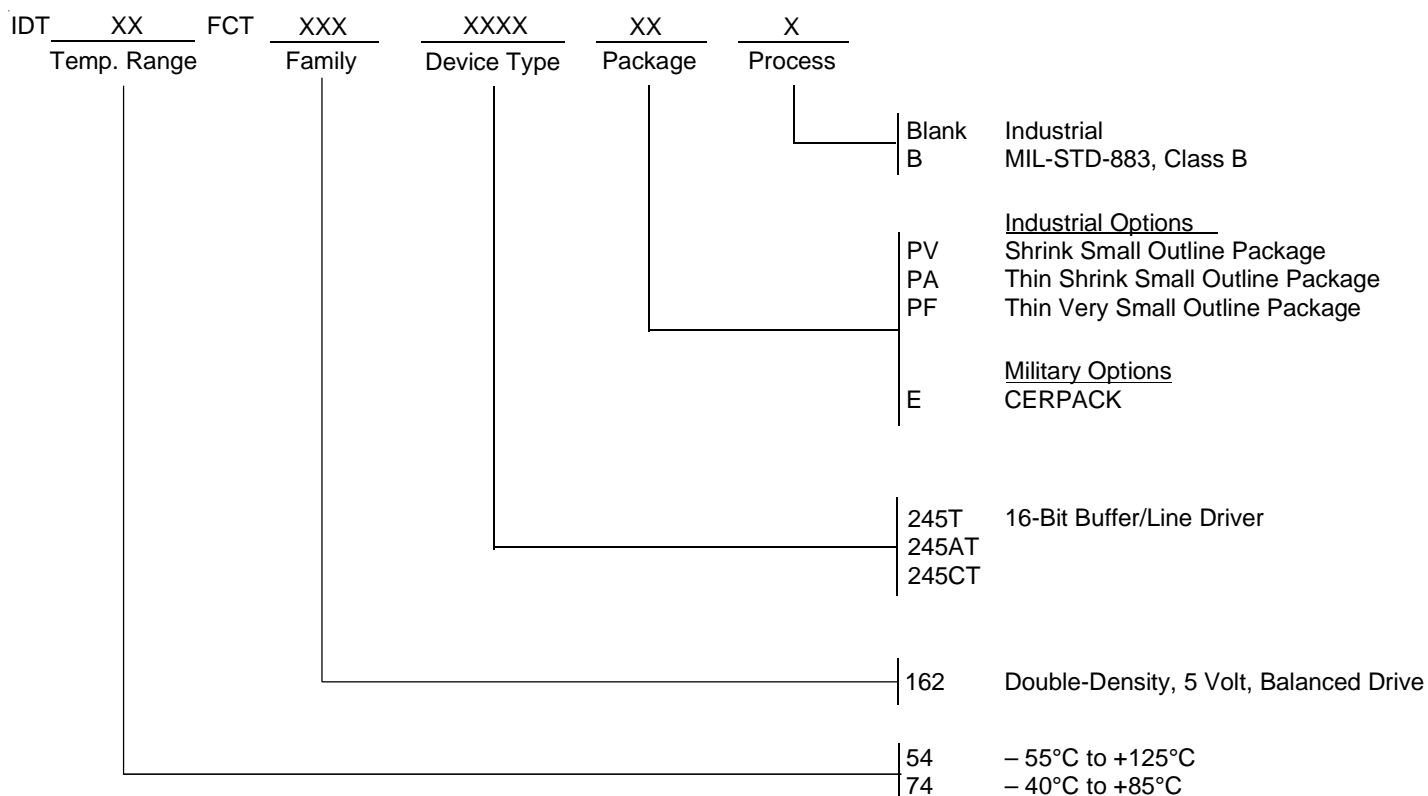 IDT XX FCT XXX XXXX XX X
Temp. Range Family Device Type Package Process
Blank Industrial
B MIL-STD-883, Class B
Industrial Options
PV Shrink Small Outline Package
PA Thin Shrink Small Outline Package
PF Thin Very Small Outline Package
Military Options
E CERPACK
245T 16-Bit Buffer/Line Driver
245AT
245CT
162 Double-Density, 5 Volt, Balanced Drive
54 – 55°C to +125°C
74 – 40°C to +85°C